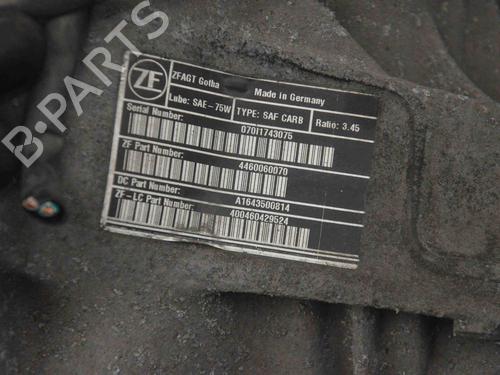 B-PARTS
ZF
ZFAGT Gotha Made in Germany
Lube: SAE-75W TYPE: SAF CARB Ratio: 3.45
Serial Number: 070I1743075
ZF Part Number: 4460060070
DC Part Number: A1643500814
ZF-LC Part Number: 400460429524